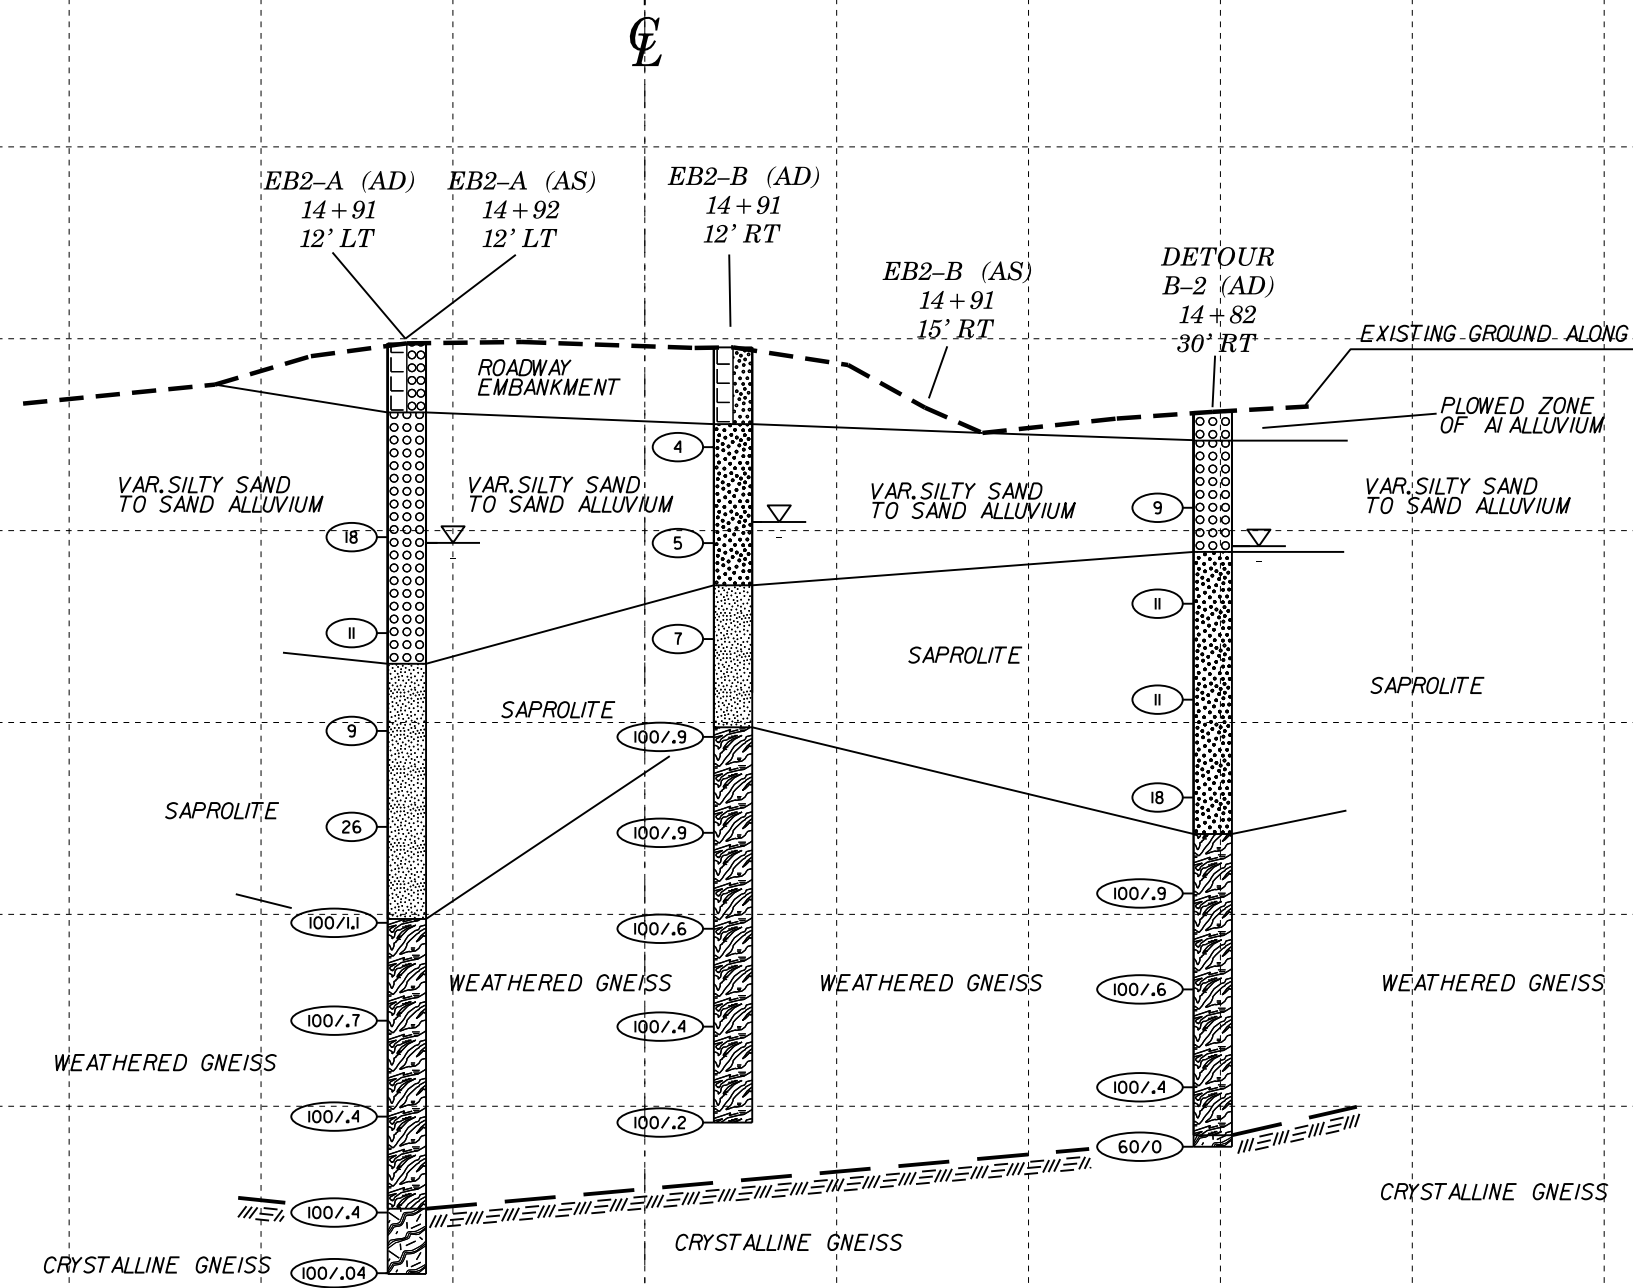 ℄
EB2–A (AD)
14+91
12' LT
EB2–A (AS)
14+92
12' LT
EB2–B (AD)
14+91
12' RT
EB2–B (AS)
14+91
15' RT
DETOUR
B–2 (AD)
14+82
30' RT
EXISTING GROUND ALONG
ROADWAY
EMBANKMENT
PLOWED ZONE
OF AI ALLUVIUM
VAR. SILTY SAND
TO SAND ALLUVIUM
VAR. SILTY SAND
TO SAND ALLUVIUM
VAR. SILTY SAND
TO SAND ALLUVIUM
VAR. SILTY SAND
TO SAND ALLUVIUM
18
11
9
26
100/1.1
100/.7
100/.4
100/.4
100/.04
4
5
7
100/.9
100/.9
100/.6
100/.4
100/.2
9
11
11
18
100/.9
100/.6
100/.4
60/0
SAPROLITE
SAPROLITE
SAPROLITE
SAPROLITE
WEATHERED GNEISS
WEATHERED GNEISS
WEATHERED GNEISS
WEATHERED GNEISS
CRYSTALLINE GNEISS
CRYSTALLINE GNEISS
CRYSTALLINE GNEISS